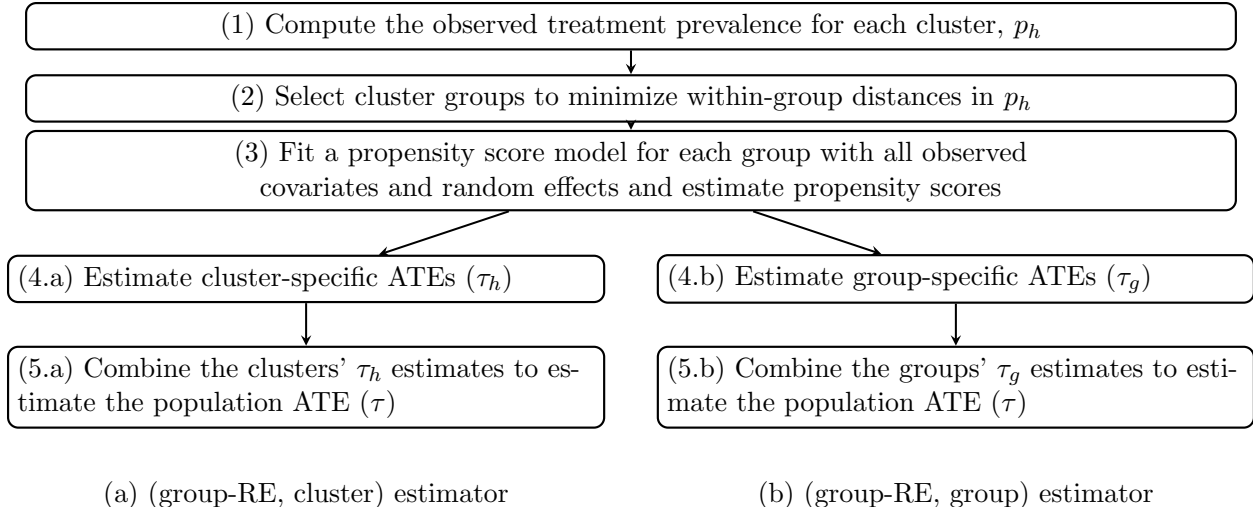 (1) Compute the observed treatment prevalence for each cluster, p_h
(2) Select cluster groups to minimize within-group distances in p_h
(3) Fit a propensity score model for each group with all observed
covariates and random effects and estimate propensity scores
(4.a) Estimate cluster-specific ATEs (τ_h)
(4.b) Estimate group-specific ATEs (τ_g)
(5.a) Combine the clusters’ τ_h estimates to es-
timate the population ATE (τ)
(5.b) Combine the groups’ τ_g estimates to esti-
mate the population ATE (τ)
(a) (group-RE, cluster) estimator
(b) (group-RE, group) estimator